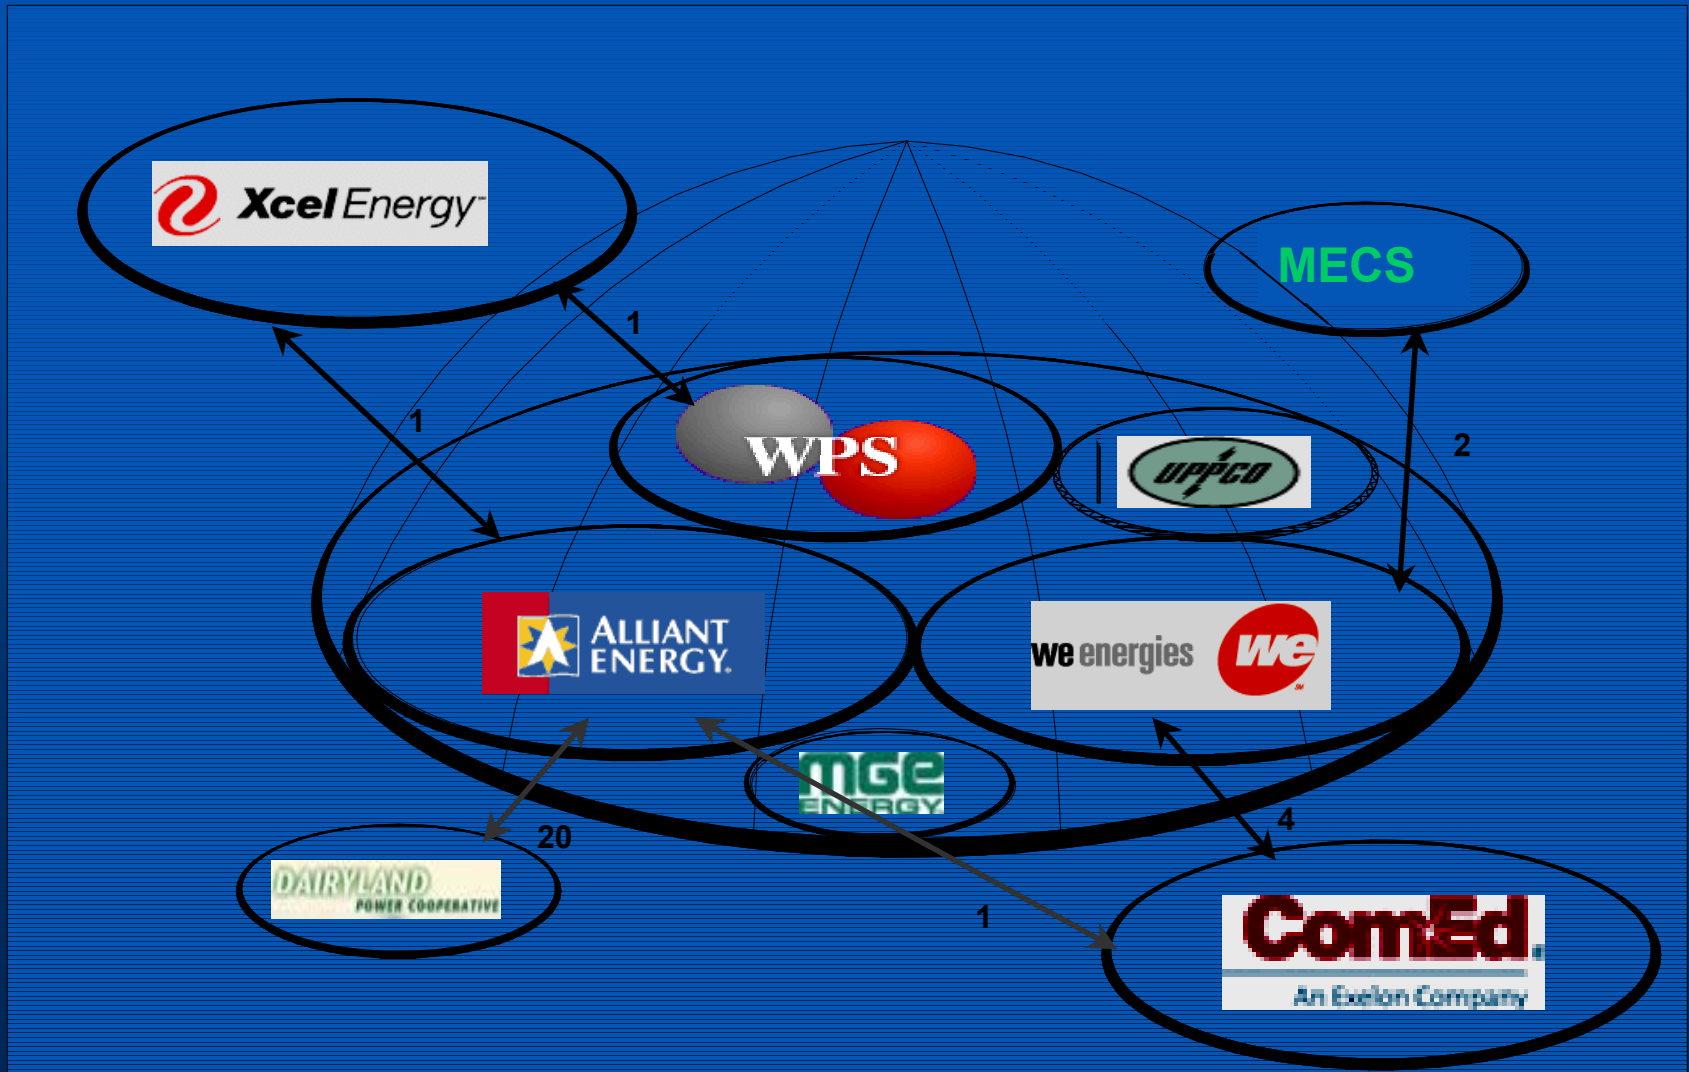 Xcel Energy
MECS
1
1
WPS
2
UPPCO
ALLIANT
ENERGY.
we energies we
TM
mGE
ENERGY
4
20
DAIRYLAND
POWER COOPERATIVE
1
ComEd.
An Exelon Company